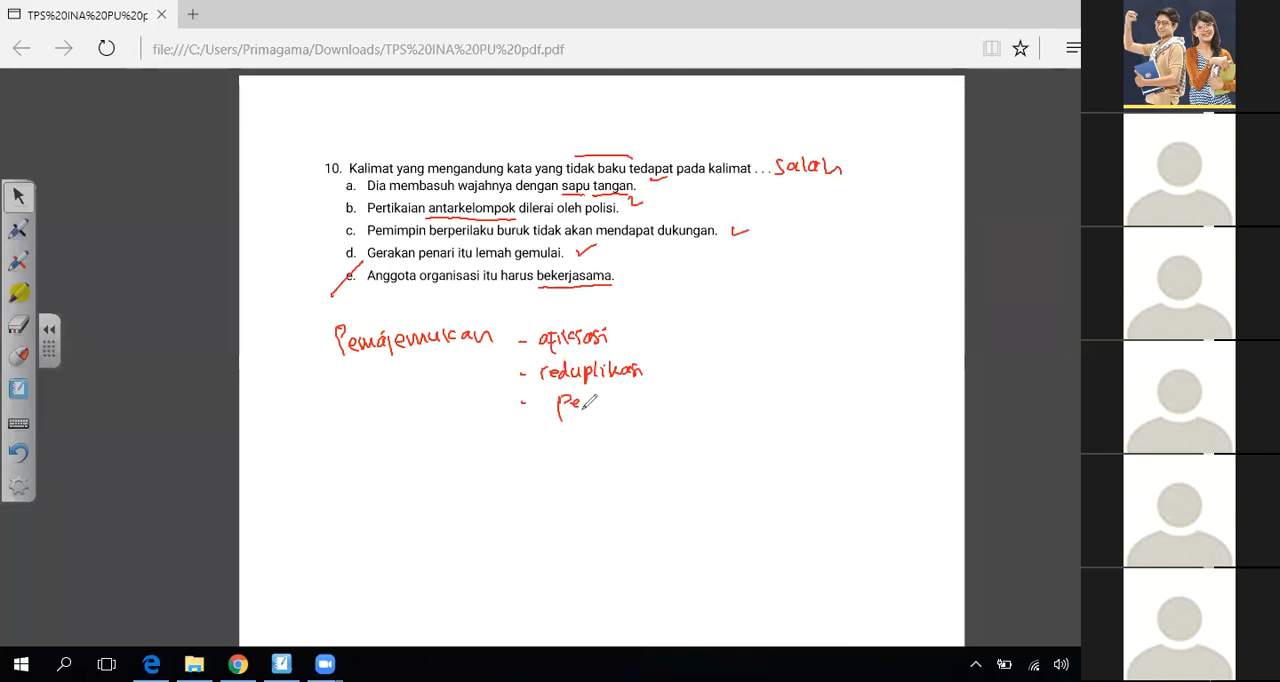 TPS%20INA%20PU%20p
file:///C:/Users/Primagama/Downloads/TPS%20INA%20PU%20pdf.pdf
10. Kalimat yang mengandung kata yang tidak baku tedapat pada kalimat . . . salah
a. Dia membasuh wajahnya dengan sapu tangan.
b. Pertikaian antarkelompok dilerai oleh polisi.
c. Pemimpin berperilaku buruk tidak akan mendapat dukungan.
d. Gerakan penari itu lemah gemulai.
e. Anggota organisasi itu harus bekerjasama.
Pemajemukan - afiksasi
- reduplikasi
- Pe